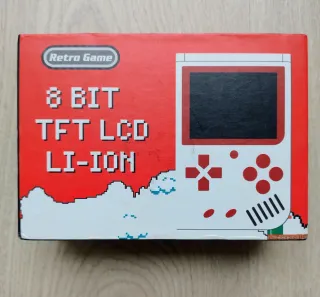 Retro Game
8 BIT
TFT LCD
LI-ION